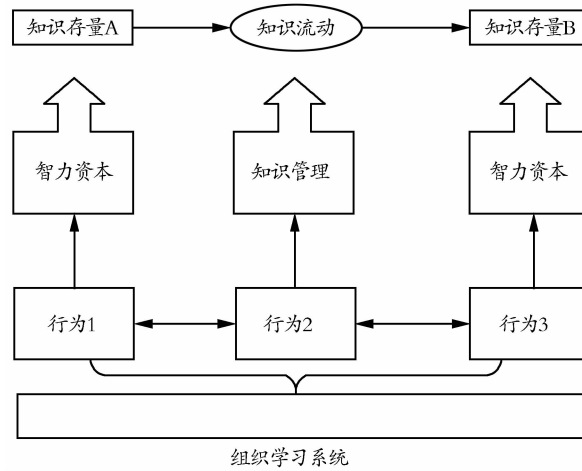 知识存量A
知识流动
知识存量B
智力资本
知识管理
智力资本
行为1
行为2
行为3
组织学习系统